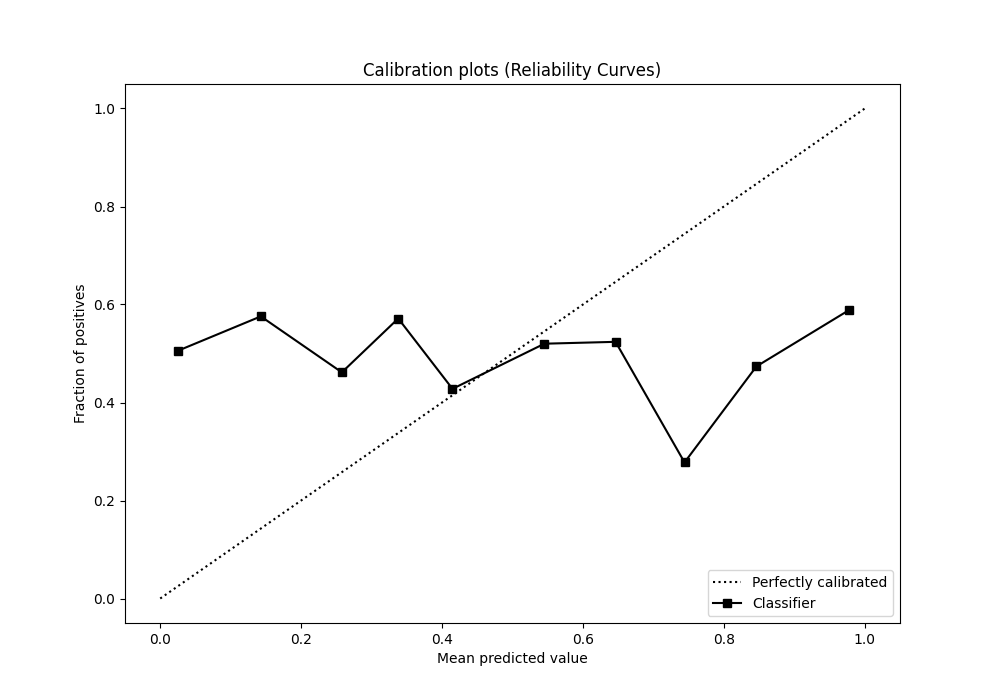 Calibration plots (Reliability Curves)
Fraction of positives
1.0
0.8
0.6
0.4
0.2
0.0
0.0 0.2 0.4 0.6 0.8 1.0
Mean predicted value
Perfectly calibrated
Classifier